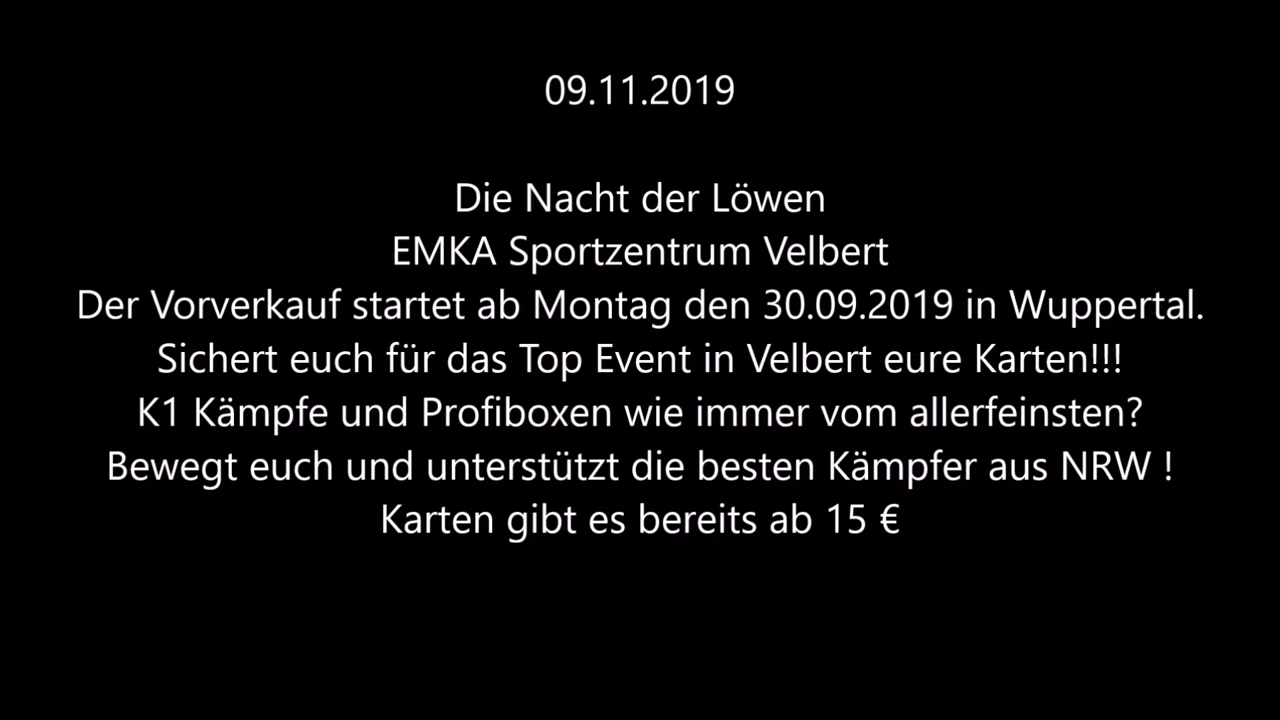 09.11.2019
Die Nacht der Löwen
EMKA Sportzentrum Velbert
Der Vorverkauf startet ab Montag den 30.09.2019 in Wuppertal.
Sichert euch für das Top Event in Velbert eure Karten!!!
K1 Kämpfe und Profiboxen wie immer vom allerfeinsten?
Bewegt euch und unterstützt die besten Kämpfer aus NRW !
Karten gibt es bereits ab 15 €